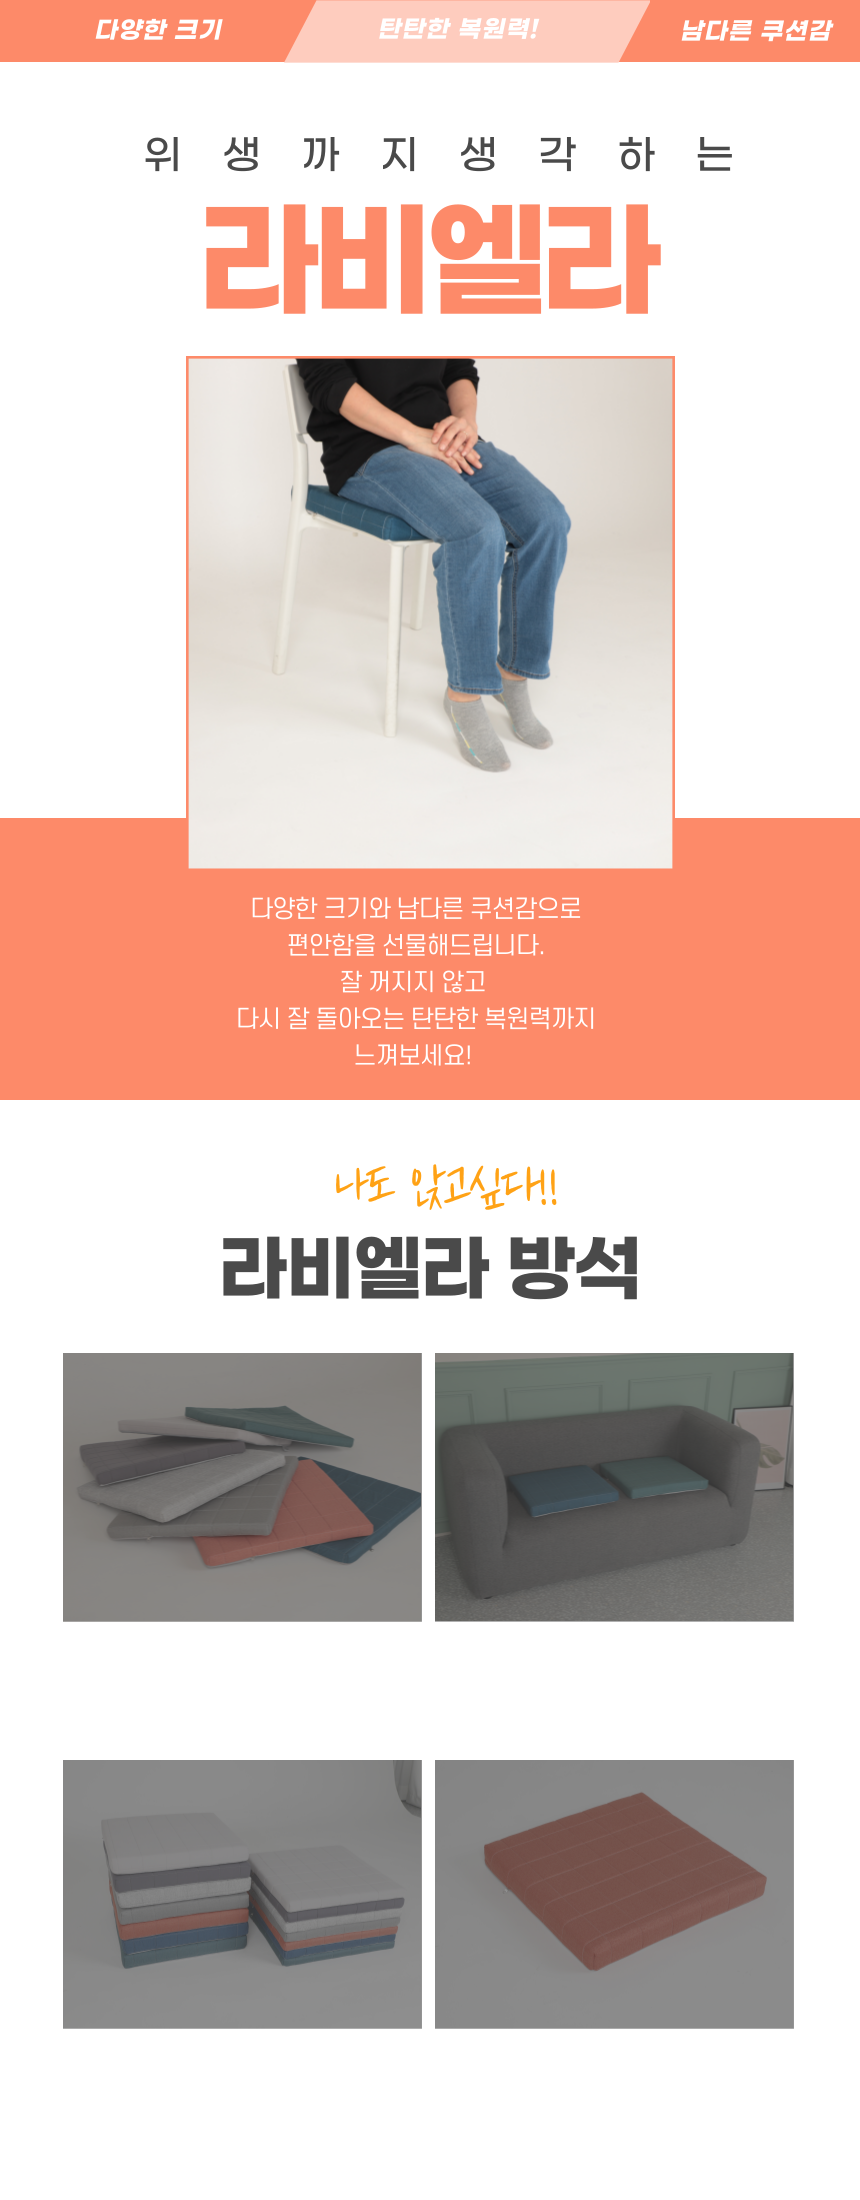 다양한 크기
탄탄한 복원력!
남다른 쿠션감
위생까지생각하는
라비엘라
다양한 크기와 남다른 쿠션감으로
편안함을 선물해드립니다.
잘 꺼지지 않고
다시 잘 돌아오는 탄탄한 복원력까지
느껴보세요!
나도 앉고싶다!!
라비엘라 방석